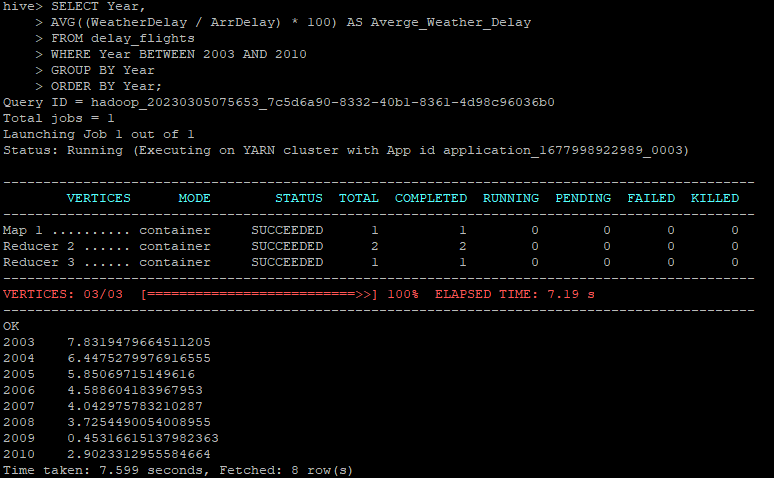 hive> SELECT Year,
    > AVG((WeatherDelay / ArrDelay) * 100) AS Averge_Weather_Delay
    > FROM delay_flights
    > WHERE Year BETWEEN 2003 AND 2010
    > GROUP BY Year
    > ORDER BY Year;
Query ID = hadoop_20230305075653_7c5d6a90-8332-40b1-8361-4d98c96036b0
Total jobs = 1
Launching Job 1 out of 1
Status: Running (Executing on YARN cluster with App id application_1677998922989_0003)
----------------------------------------------------------------------------------------------
        VERTICES      MODE        STATUS  TOTAL  COMPLETED  RUNNING  PENDING  FAILED  KILLED
----------------------------------------------------------------------------------------------
Map 1 .......... container     SUCCEEDED      1          1        0        0       0       0
Reducer 2 ...... container     SUCCEEDED      2          2        0        0       0       0
Reducer 3 ...... container     SUCCEEDED      1          1        0        0       0       0
----------------------------------------------------------------------------------------------
VERTICES: 03/03  [==========================>>] 100%  ELAPSED TIME: 7.19 s
----------------------------------------------------------------------------------------------
OK
2003    7.8319479664511205
2004    6.4475279976916555
2005    5.85069715149616
2006    4.588604183967953
2007    4.042975783210287
2008    3.7254490054008955
2009    0.45316615137982363
2010    2.9023312955584664
Time taken: 7.599 seconds, Fetched: 8 row(s)